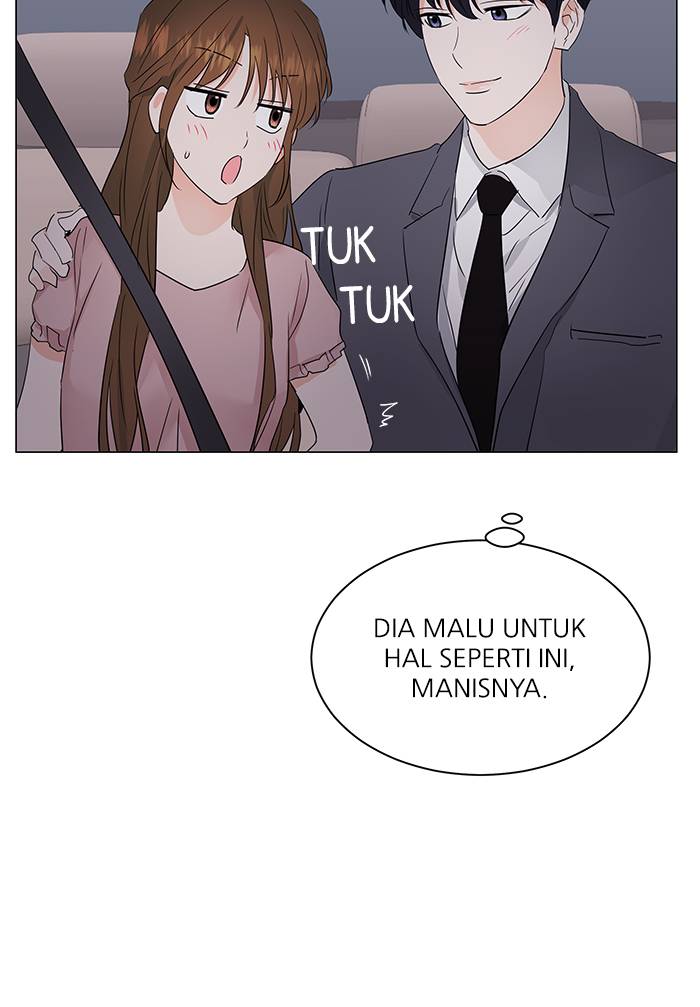 TUK
TUK
DIA MALU UNTUK
HAL SEPERTI INI,
MANISNYA.